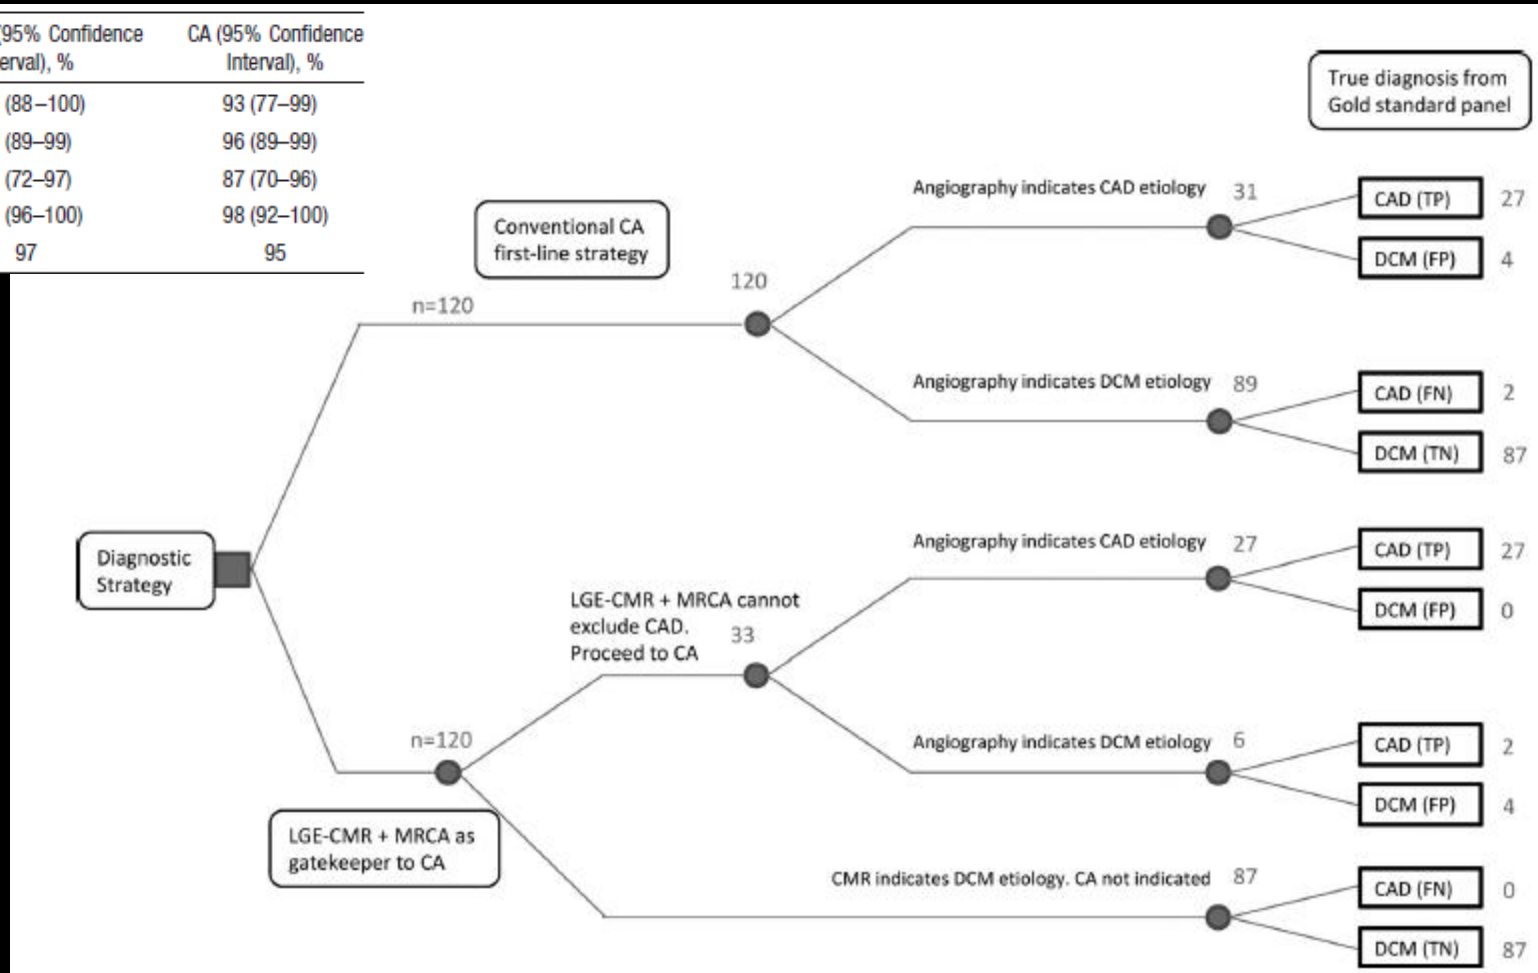 (95% Confidence CA (95% Confidence
erval), % Interval), %
(88–100) 93 (77–99)
(89–99) 96 (89–99)
(72–97) 87 (70–96)
(96–100) 98 (92–100)
97 95
True diagnosis from
Gold standard panel
Conventional CA
first-line strategy
n=120
120
Angiography indicates CAD etiology 31
CAD (TP) 27
DCM (FP) 4
Angiography indicates DCM etiology 89
CAD (FN) 2
DCM (TN) 87
Diagnostic
Strategy
n=120
LGE-CMR + MRCA as
gatekeeper to CA
LGE-CMR + MRCA cannot
exclude CAD. 33
Proceed to CA
Angiography indicates CAD etiology 27
CAD (TP) 27
DCM (FP) 0
Angiography indicates DCM etiology 6
CAD (TP) 2
DCM (FP) 4
CMR indicates DCM etiology. CA not indicated 87
CAD (FN) 0
DCM (TN) 87